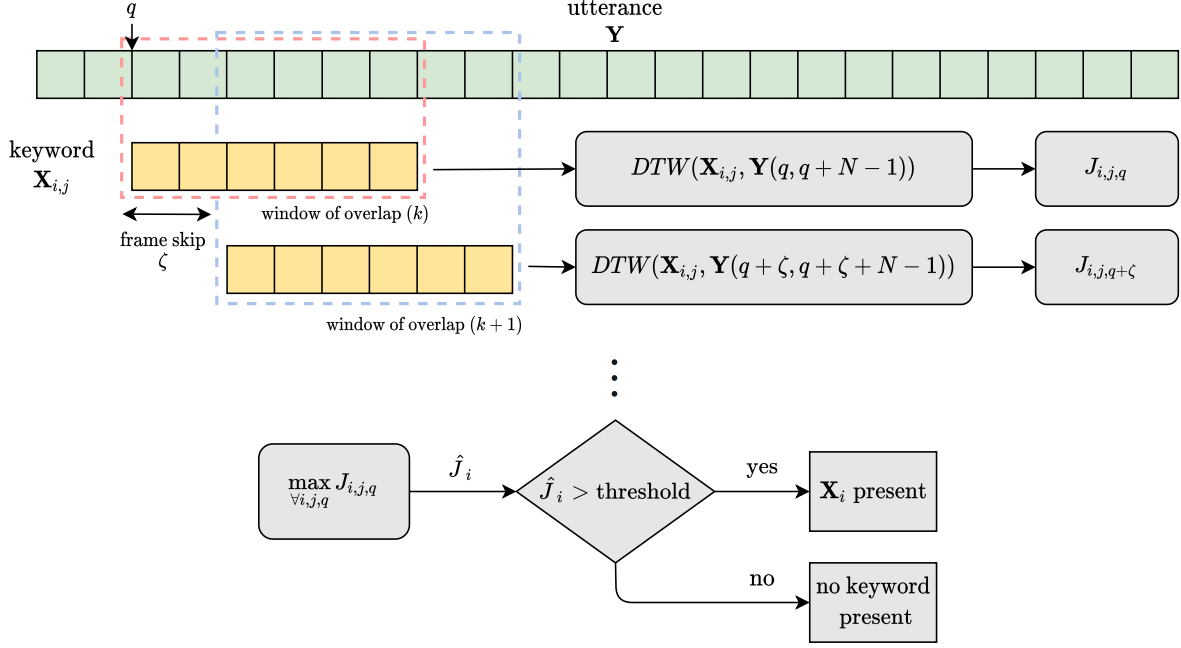 q
utterance
Y
keyword
X_{i,j}
DTW(X_{i,j}, Y(q, q + N − 1))
J_{i,j,q}
window of overlap (k)
frame skip
ζ
DTW(X_{i,j}, Y(q + ζ, q + ζ + N − 1))
J_{i,j,q+ζ}
window of overlap (k + 1)
⋮
max J_{i,j,q}
∀i,j,q
Ĵ_i
Ĵ_i > threshold
yes
X_i present
no
no keyword
present